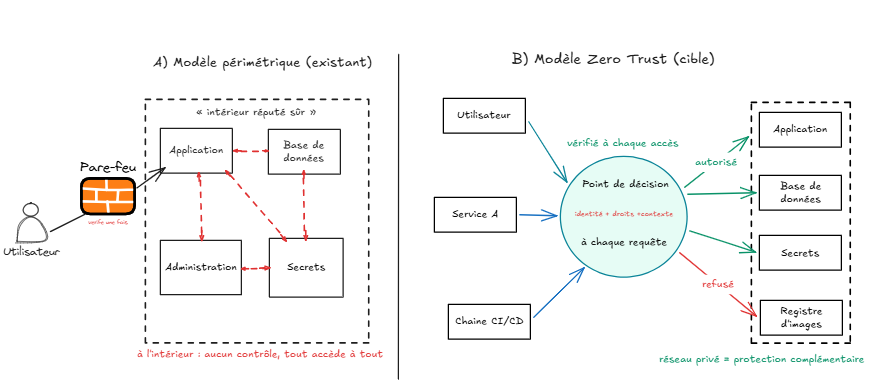 A) Modèle périmétrique (existant)
« intérieur réputé sûr »
Application
Base de
données
Pare-feu
verifie une fois
Utilisateur
Administration
Secrets
à l'intérieur : aucun contrôle, tout accède à tout
B) Modèle Zero Trust (cible)
Utilisateur
Service A
Chaine CI/CD
vérifié à chaque accès
Point de décision
identité + droits +contexte
à chaque requête
autorisé
refusé
Application
Base de
données
Secrets
Registre
d'images
réseau privé = protection complémentaire